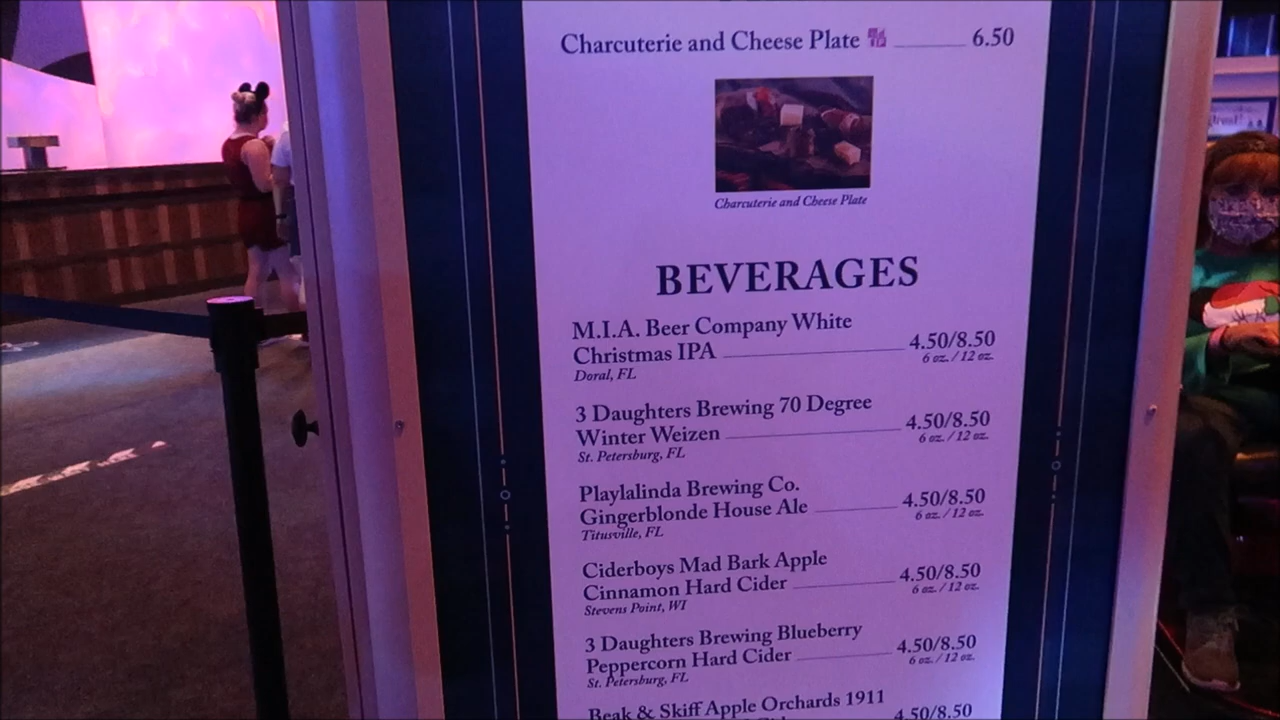 Charcuterie and Cheese Plate 6.50
Charcuterie and Cheese Plate
BEVERAGES
M.I.A. Beer Company White
Christmas IPA 4.50/8.50
6 oz. / 12 oz.
Doral, FL
3 Daughters Brewing 70 Degree
Winter Weizen 4.50/8.50
6 oz. / 12 oz.
St. Petersburg, FL
Playlalinda Brewing Co.
Gingerblonde House Ale 4.50/8.50
6 oz. / 12 oz.
Titusville, FL
Ciderboys Mad Bark Apple
Cinnamon Hard Cider 4.50/8.50
6 oz. / 12 oz.
Stevens Point, WI
3 Daughters Brewing Blueberry
Peppercorn Hard Cider 4.50/8.50
6 oz. / 12 oz.
St. Petersburg, FL
Beak & Skiff Apple Orchards 1911
4.50/8.50